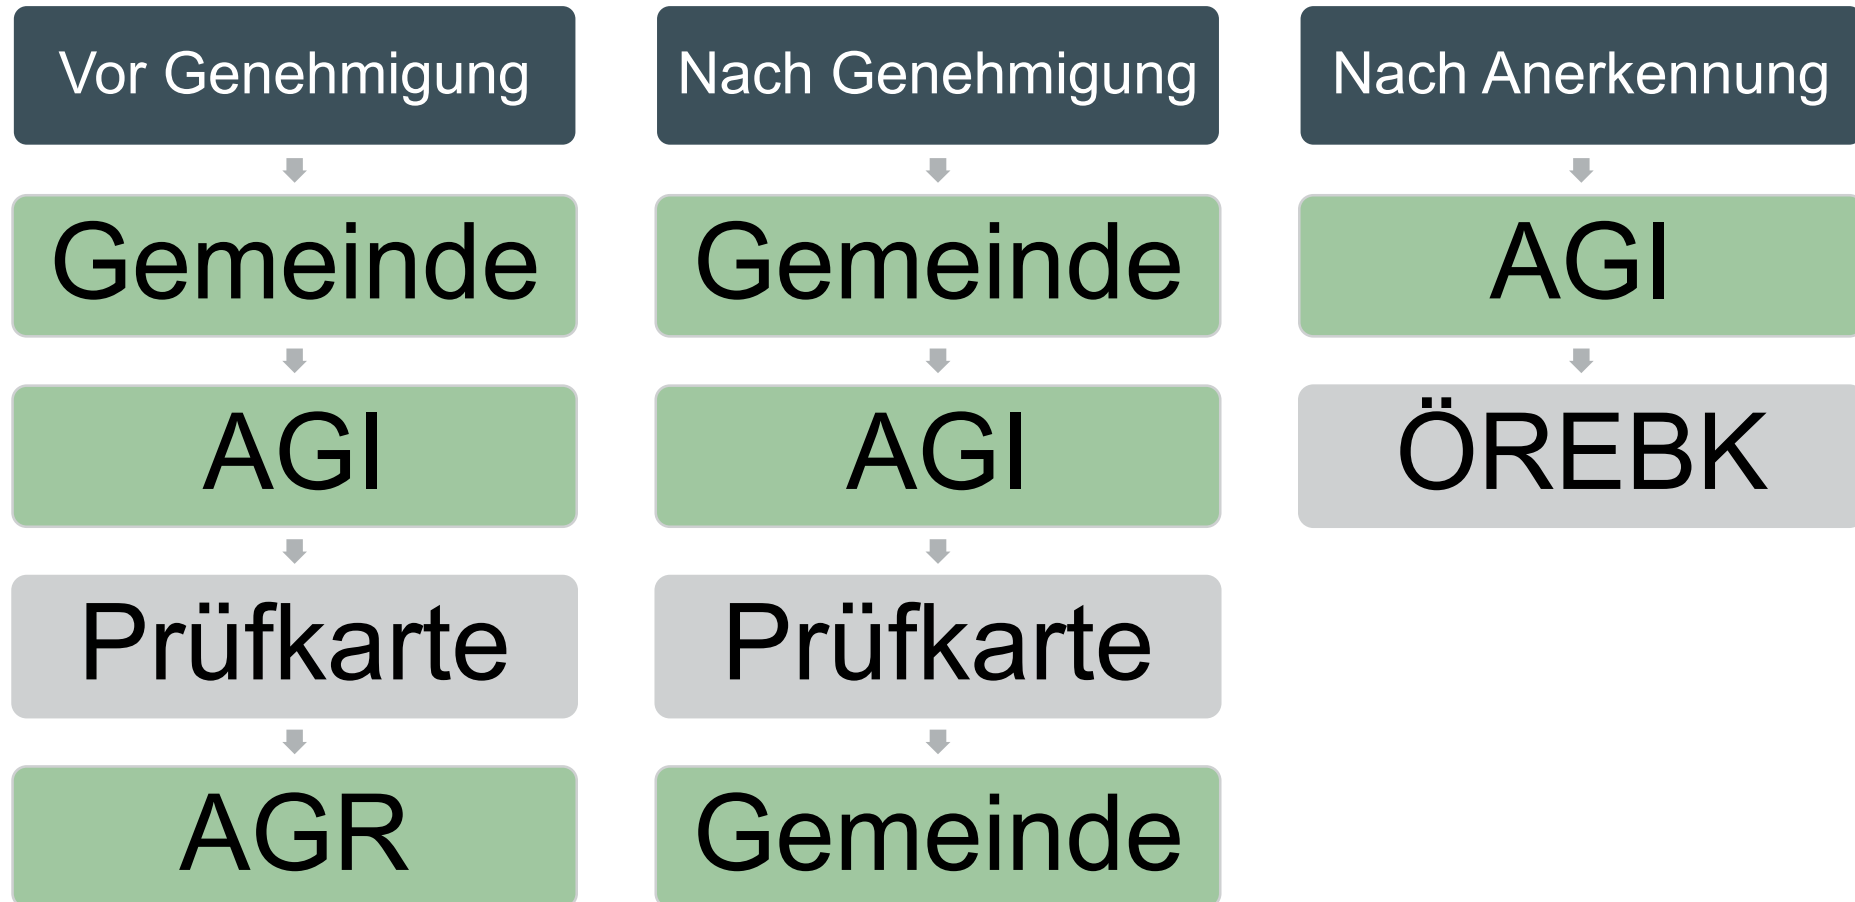 Vor Genehmigung
Gemeinde
AGI
Prüfkarte
AGR
Nach Genehmigung
Gemeinde
AGI
Prüfkarte
Gemeinde
Nach Anerkennung
AGI
ÖREBK